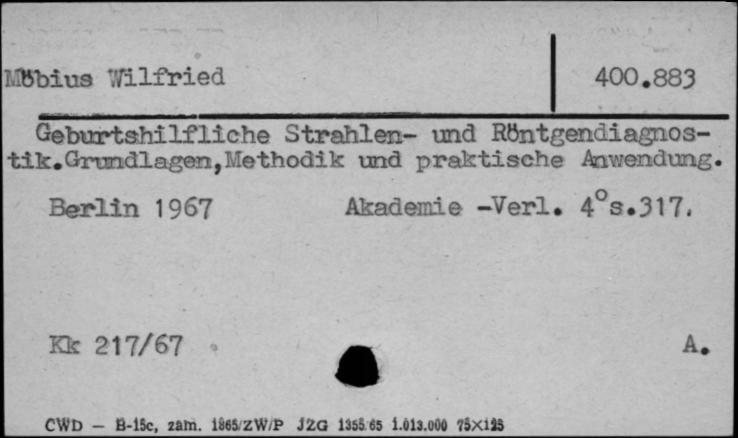 Möbius Wilfried 400.883
Geburtshilfliche Strahlen- und Röntgendiagnos-
tik.Grundlagen,Methodik und praktische Anwendung.
Berlin 1967 Akademie -Verl. 4°s.317.
Kk 217/67 A.
CWD — B-15c, zam. 1865/ZW/P JZG 1355/65 1.013.000 75×125